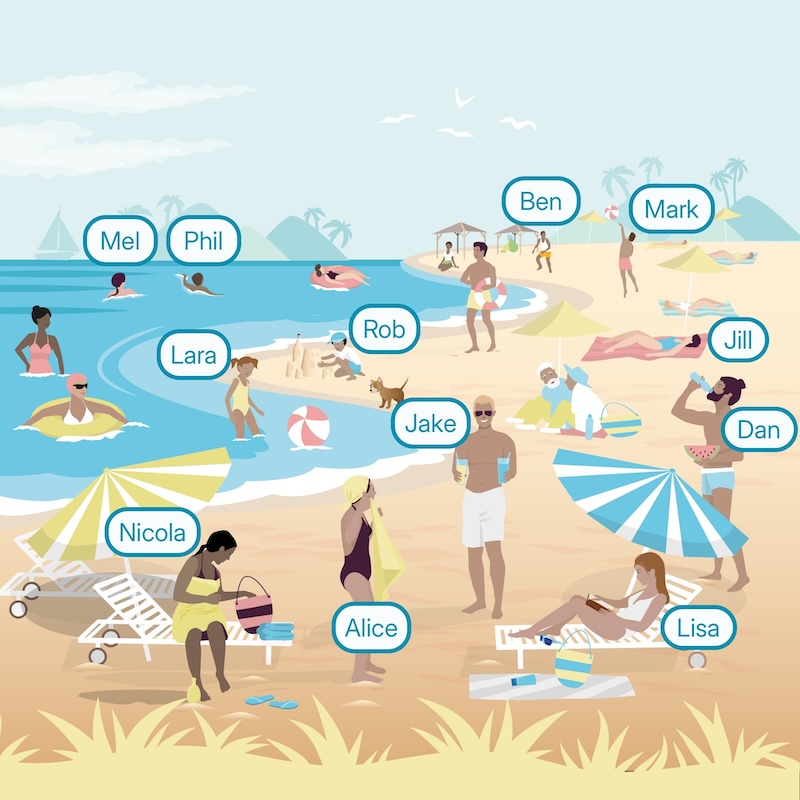 Ben
Mark
Mel
Phil
Rob
Lara
Jill
Jake
Dan
Nicola
Alice
Lisa